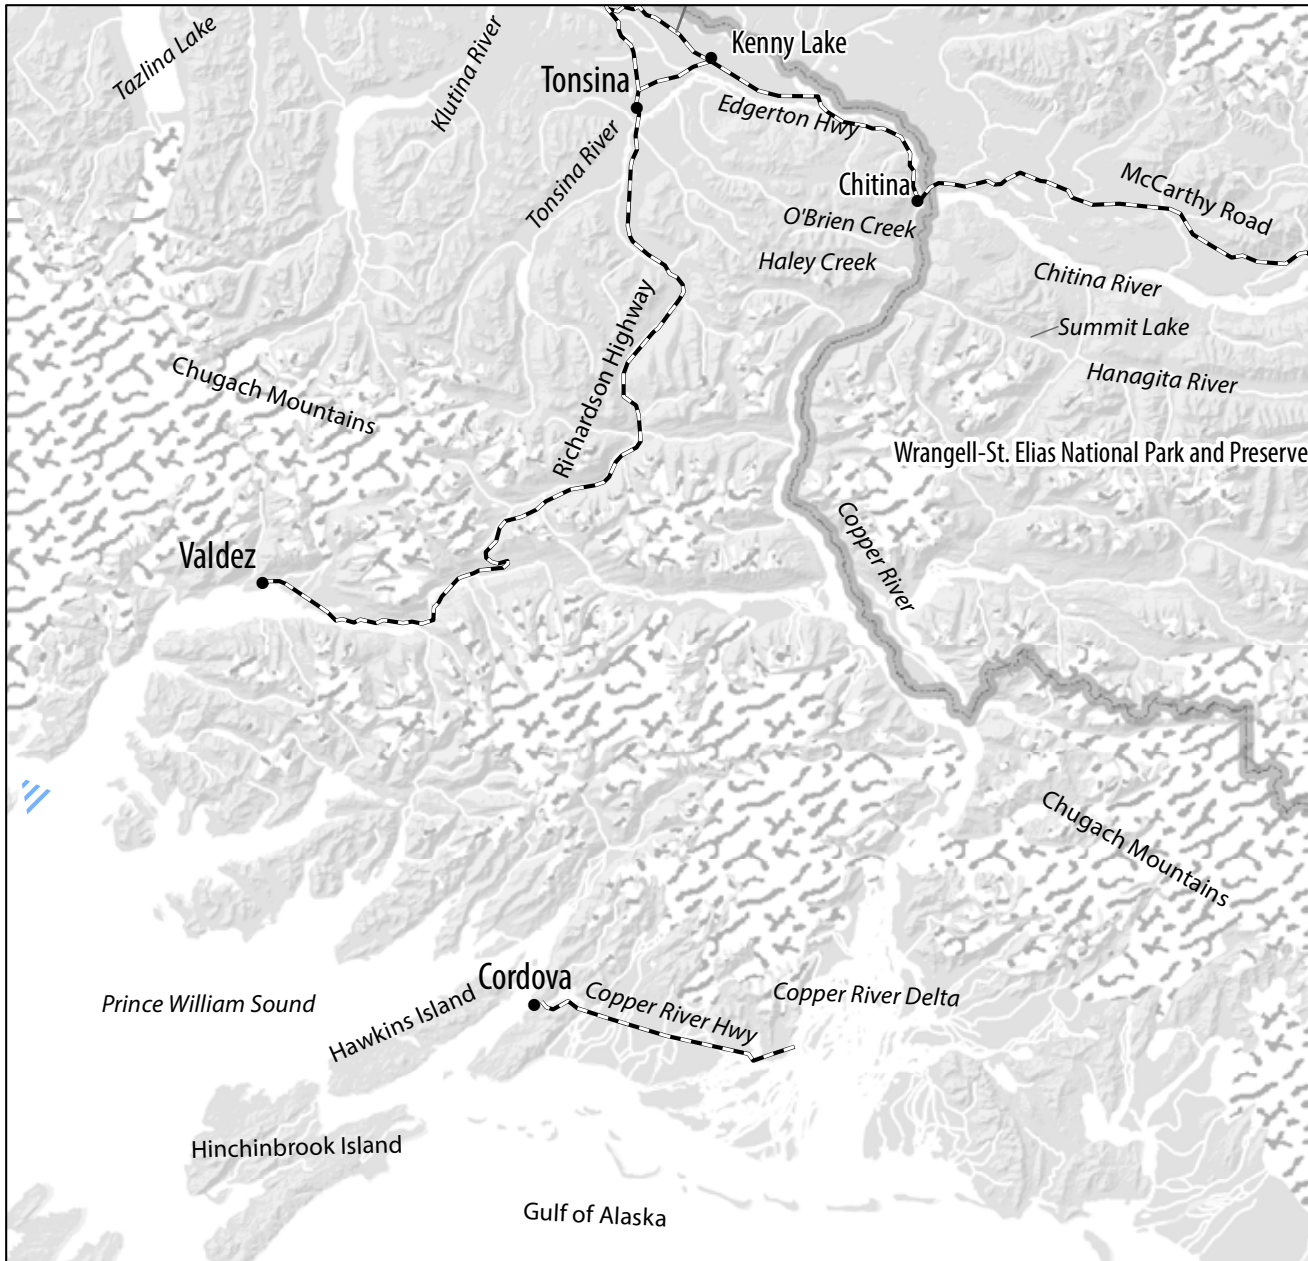 Tazlina Lake
Klutina River
Kenny Lake
Tonsina
Edgerton Hwy
Tonsina River
Chitina
McCarthy Road
O'Brien Creek
Haley Creek
Chitina River
Summit Lake
Hanagita River
Richardson Highway
Chugach Mountains
Wrangell-St. Elias National Park and Preserve
Copper River
Valdez
Chugach Mountains
Cordova
Prince William Sound
Hawkins Island
Copper River Hwy
Copper River Delta
Hinchinbrook Island
Gulf of Alaska